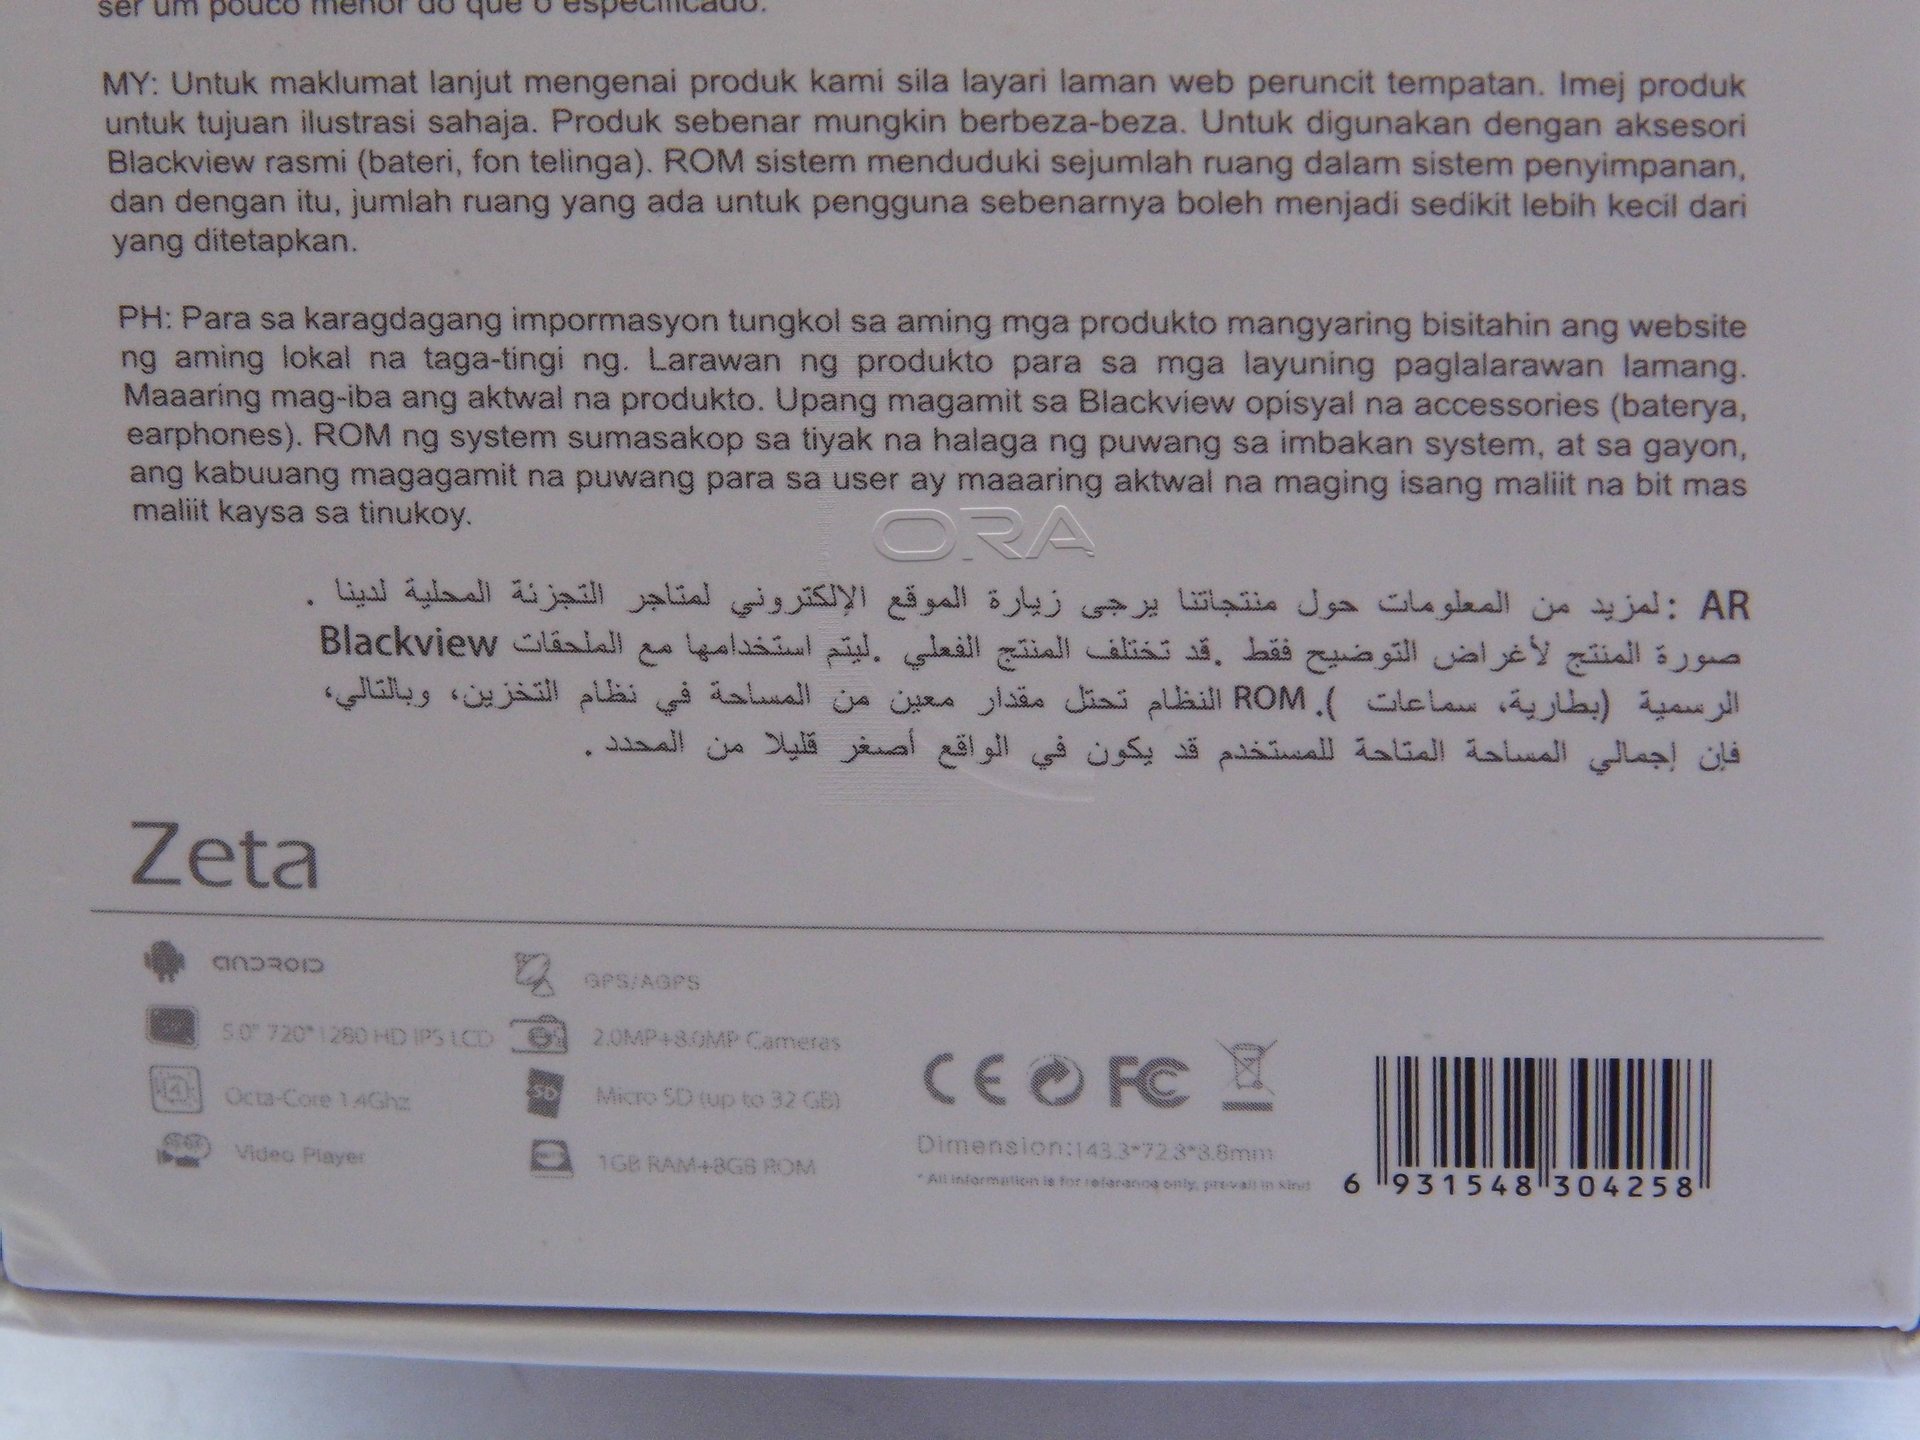 ser um pouco menor do que o especificado.
MY: Untuk maklumat lanjut mengenai produk kami sila layari laman web peruncit tempatan. Imej produk
untuk tujuan ilustrasi sahaja. Produk sebenar mungkin berbeza-beza. Untuk digunakan dengan aksesori
Blackview rasmi (bateri, fon telinga). ROM sistem menduduki sejumlah ruang dalam sistem penyimpanan,
dan dengan itu, jumlah ruang yang ada untuk pengguna sebenarnya boleh menjadi sedikit lebih kecil dari
yang ditetapkan.
PH: Para sa karagdagang impormasyon tungkol sa aming mga produkto mangyaring bisitahin ang website
ng aming lokal na taga-tingi ng. Larawan ng produkto para sa mga layuning paglalarawan lamang.
Maaaring mag-iba ang aktwal na produkto. Upang magamit sa Blackview opisyal na accessories (baterya,
earphones). ROM ng system sumasakop sa tiyak na halaga ng puwang sa imbakan system, at sa gayon,
ang kabuuang magagamit na puwang para sa user ay maaaring aktwal na maging isang maliit na bit mas
maliit kaysa sa tinukoy.
ORA
AR : لمزيد من المعلومات حول منتجاتنا يرجى زيارة الموقع الإلكتروني لمتاجر التجزئة المحلية لدينا .
صورة المنتج لأغراض التوضيح فقط .قد تختلف المنتج الفعلي .ليتم استخدامها مع الملحقات Blackview
الرسمية (بطارية، سماعات ). ROM النظام تحتل مقدار معين من المساحة في نظام التخزين، وبالتالي،
فإن إجمالي المساحة المتاحة للمستخدم قد يكون في الواقع أصغر قليلا من المحدد .
Zeta
ANDROID
5.0" 720*1280 HD IPS LCD
Octa-Core 1.4Ghz
Video Player
GPS/AGPS
2.0MP+8.0MP Cameras
SD
Micro SD (up to 32 GB)
1GB RAM+8GB ROM
CE FC
Dimension:143.3*72.3*8.8mm
*All information is for reference only, prevail in kind
6 931548 304258